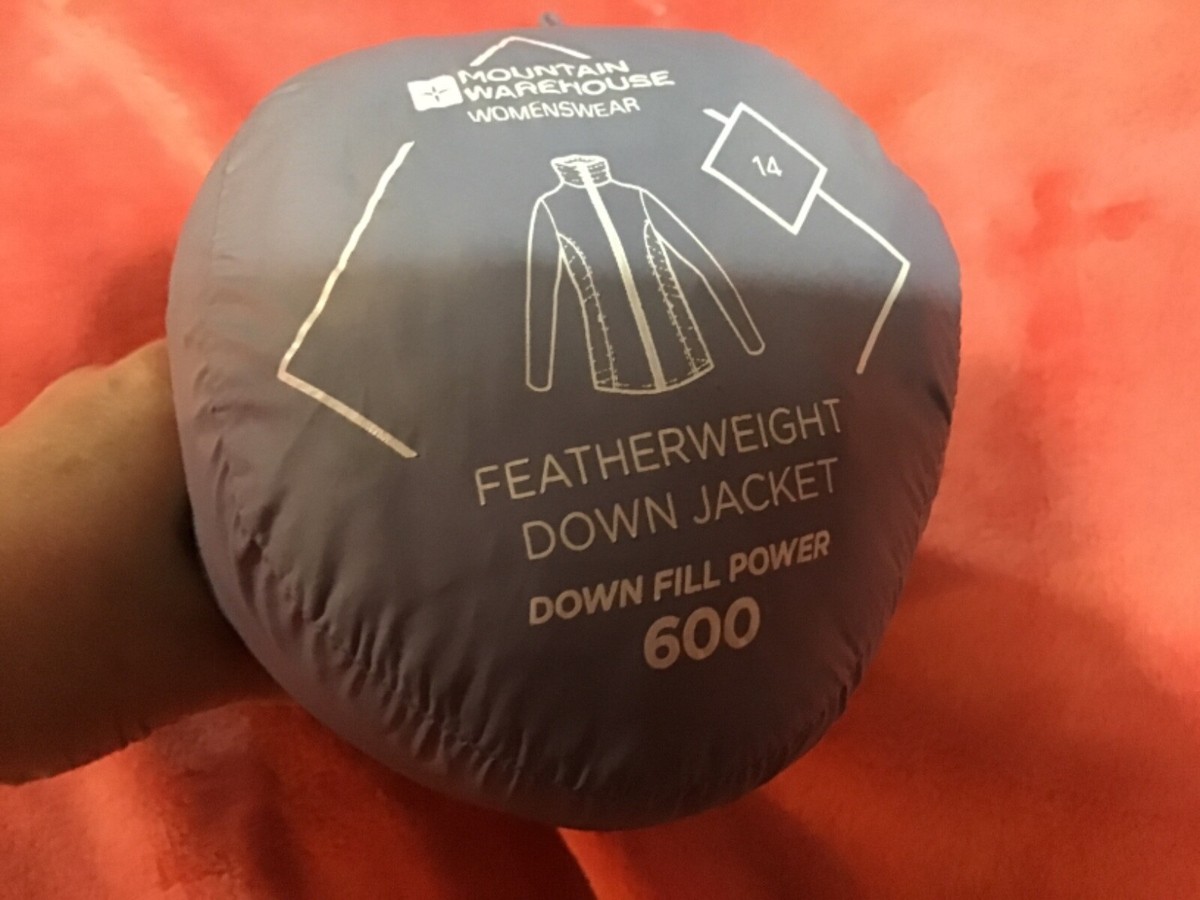 MOUNTAIN
WAREHOUSE
WOMENSWEAR
14
FEATHERWEIGHT
DOWN JACKET
DOWN FILL POWER
600